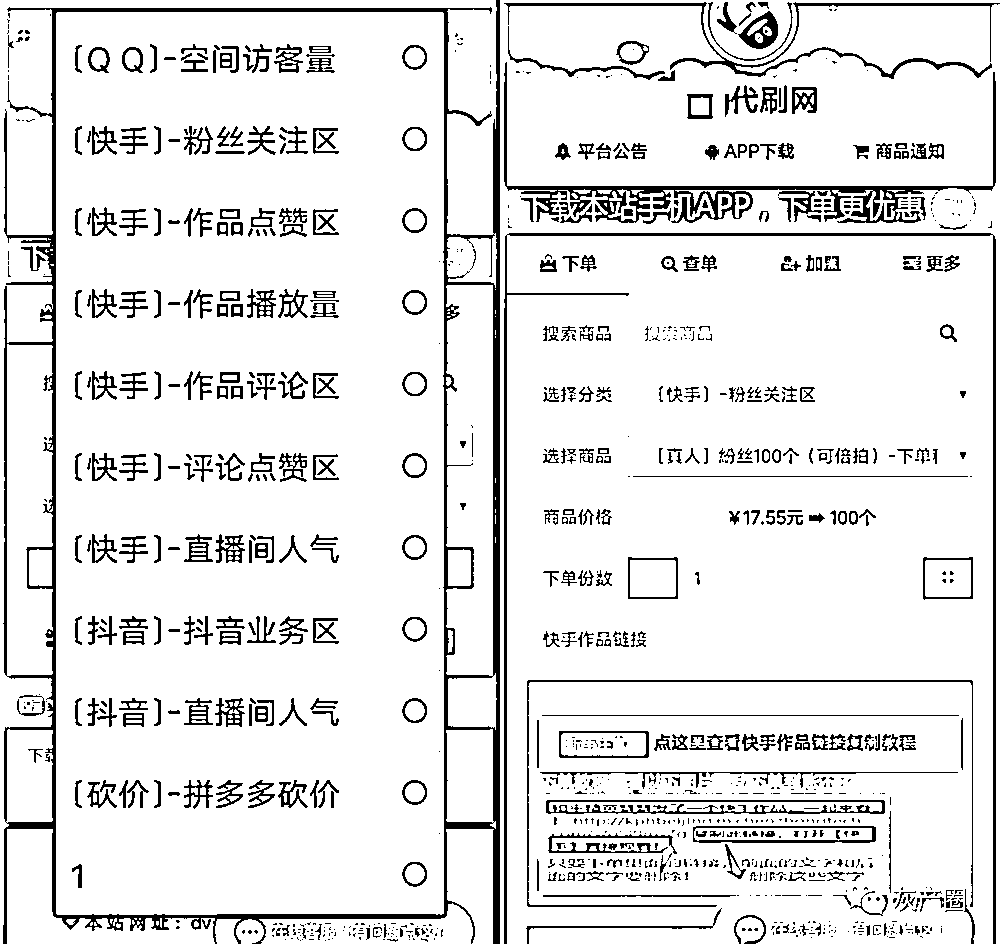 〔Q Q〕-空间访客量
〔快手〕-粉丝关注区
〔快手〕-作品点赞区
〔快手〕-作品播放量
〔快手〕-作品评论区
〔快手〕-评论点赞区
〔快手〕-直播间人气
〔抖音〕-抖音业务区
〔抖音〕-直播间人气
〔砍价〕-拼多多砍价
1
本站网址：dv
在线客服
代刷网
平台公告 APP下载 商品通知
下载本站手机APP，下单更优惠
下单 查单 加盟 更多
搜索商品 搜索商品
选择分类 〔快手〕-粉丝关注区
选择商品 [真人] 粉丝100个（可倍拍）-下单
商品价格 ¥17.55元➡100个
下单份数 1
快手作品链接
点这里查看快手作品链接复制教程
灰产圈
在线客服